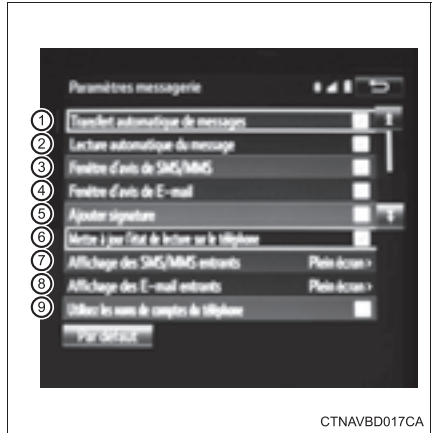 Paramètres messagerie
1 Transfert automatique de messages
2 Lecture automatique du message
3 Fenêtre d'avis de SMS/MMS
4 Fenêtre d'avis de E-mail
5 Ajouter signature
6 Mettre à jour l'état de lecture sur le téléphone
7 Affichage des SMS/MMS entrants Plein écran >
8 Affichage des E-mail entrants Plein écran >
9 Utilisez les noms de comptes du téléphone
Par défaut
CTNAVBD017CA